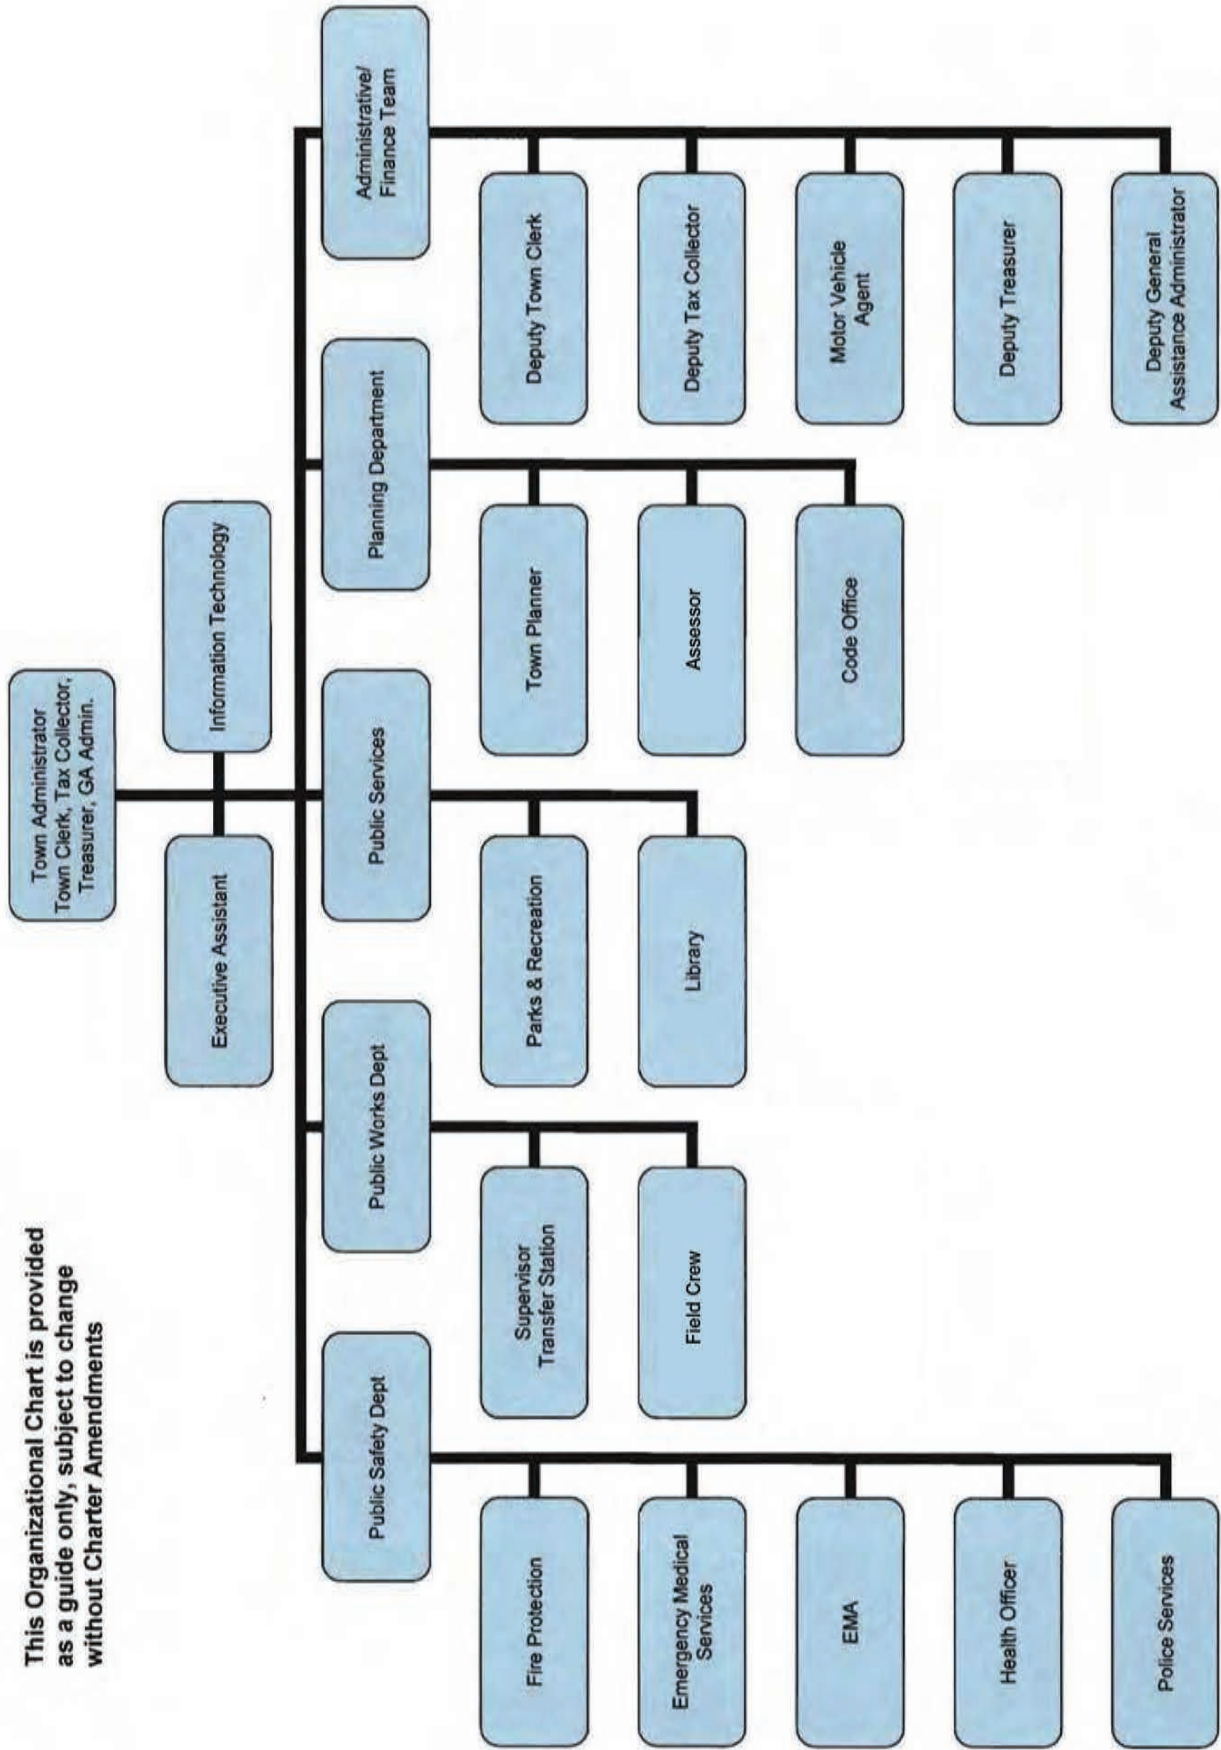 This Organizational Chart is provided
as a guide only, subject to change
without Charter Amendments
Town Administrator
Town Clerk, Tax Collector,
Treasurer, GA Admin.
Executive Assistant
Information Technology
Public Safety Dept
Public Works Dept
Public Services
Planning Department
Administrative/
Finance Team
Fire Protection
Emergency Medical
Services
EMA
Health Officer
Police Services
Supervisor
Transfer Station
Field Crew
Parks & Recreation
Library
Town Planner
Assessor
Code Office
Deputy Town Clerk
Deputy Tax Collector
Motor Vehicle
Agent
Deputy Treasurer
Deputy General
Assistance Administrator